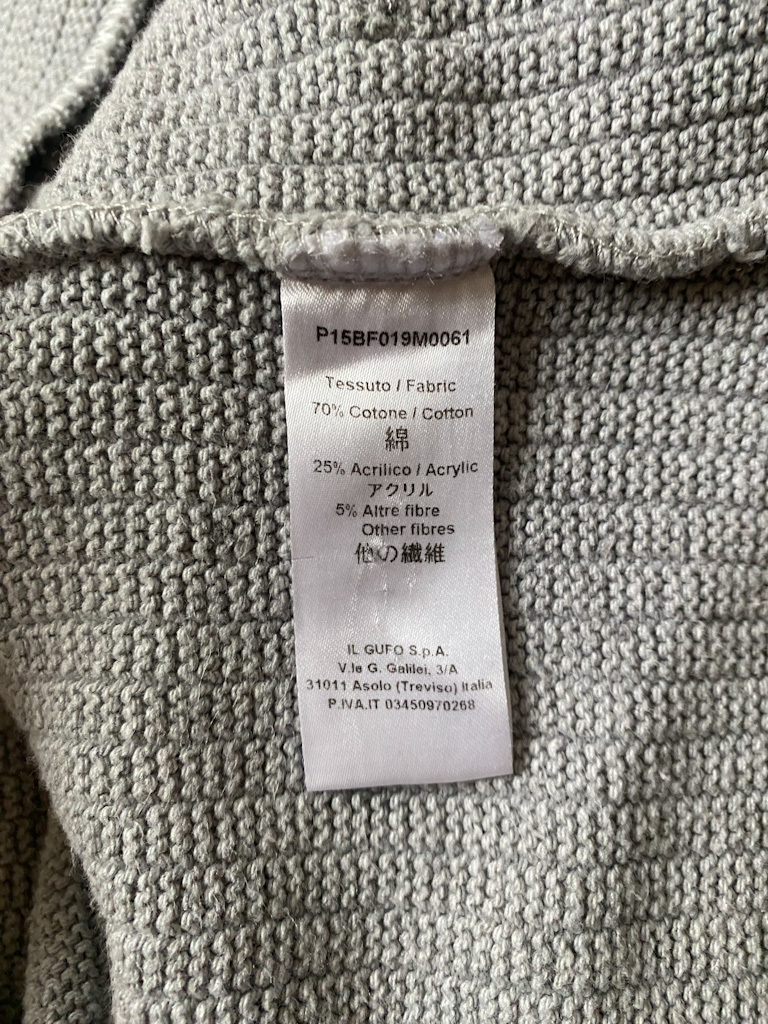 P15BF019M0061
Tessuto / Fabric
70% Cotone / Cotton
綿
25% Acrilico / Acrylic
アクリル
5% Altre fibre
Other fibres
他の繊維
IL GUFO S.p.A.
V.le G. Galilei, 3/A
31011 Asolo (Treviso) Italia
P.IVA.IT 03450970268